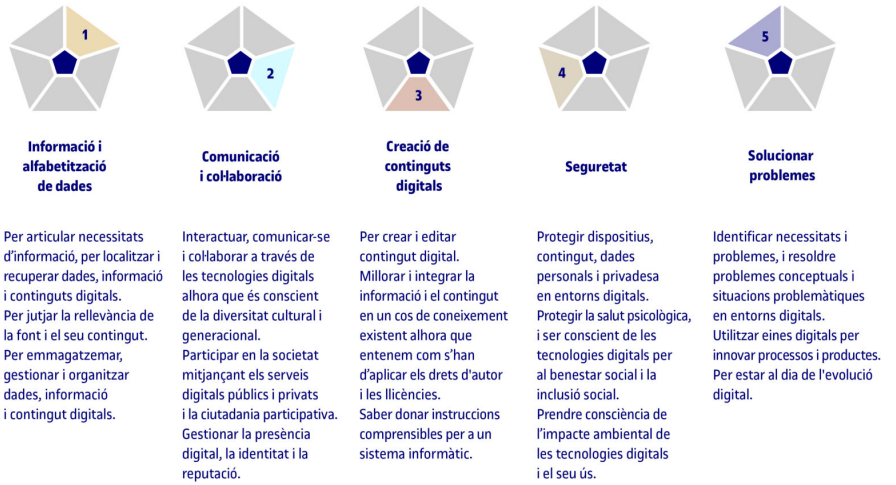 1
Informació i
alfabetització
de dades
Per articular necessitats
d’informació, per localitzar i
recuperar dades, informació
i continguts digitals.
Per jutjar la rellevància de
la font i el seu contingut.
Per emmagatzemar,
gestionar i organitzar
dades, informació
i contingut digitals.
2
Comunicació
i col·laboració
Interactuar, comunicar-se
i col·laborar a través de
les tecnologies digitals
alhora que és conscient
de la diversitat cultural i
generacional.
Participar en la societat
mitjançant els serveis
digitals públics i privats
i la ciutadania participativa.
Gestionar la presència
digital, la identitat i la
reputació.
3
Creació de
continguts
digitals
Per crear i editar
contingut digital.
Millorar i integrar la
informació i el contingut
en un cos de coneixement
existent alhora que
entenem com s’han
d’aplicar els drets d'autor
i les llicències.
Saber donar instruccions
comprensibles per a un
sistema informàtic.
4
Seguretat
Protegir dispositius,
contingut, dades
personals i privadesa
en entorns digitals.
Protegir la salut psicològica,
i ser conscient de les
tecnologies digitals per
al benestar social i la
inclusió social.
Prendre consciència de
l’impacte ambiental de
les tecnologies digitals
i el seu ús.
5
Solucionar
problemes
Identificar necessitats i
problemes, i resoldre
problemes conceptuals i
situacions problemàtiques
en entorns digitals.
Utilitzar eines digitals per
innovar processos i productes.
Per estar al dia de l'evolució
digital.